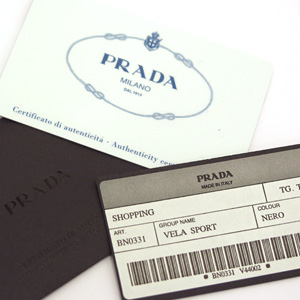 PRADA
MILANO
DAL 1913
Certificato di autenticità - Authenticity
PRADA
PRADA
MADE IN ITALY
TG. T
SHOPPING
ART.
GROUP NAME
COLOUR
BN0331
VELA SPORT
NERO
BN0331 V44002